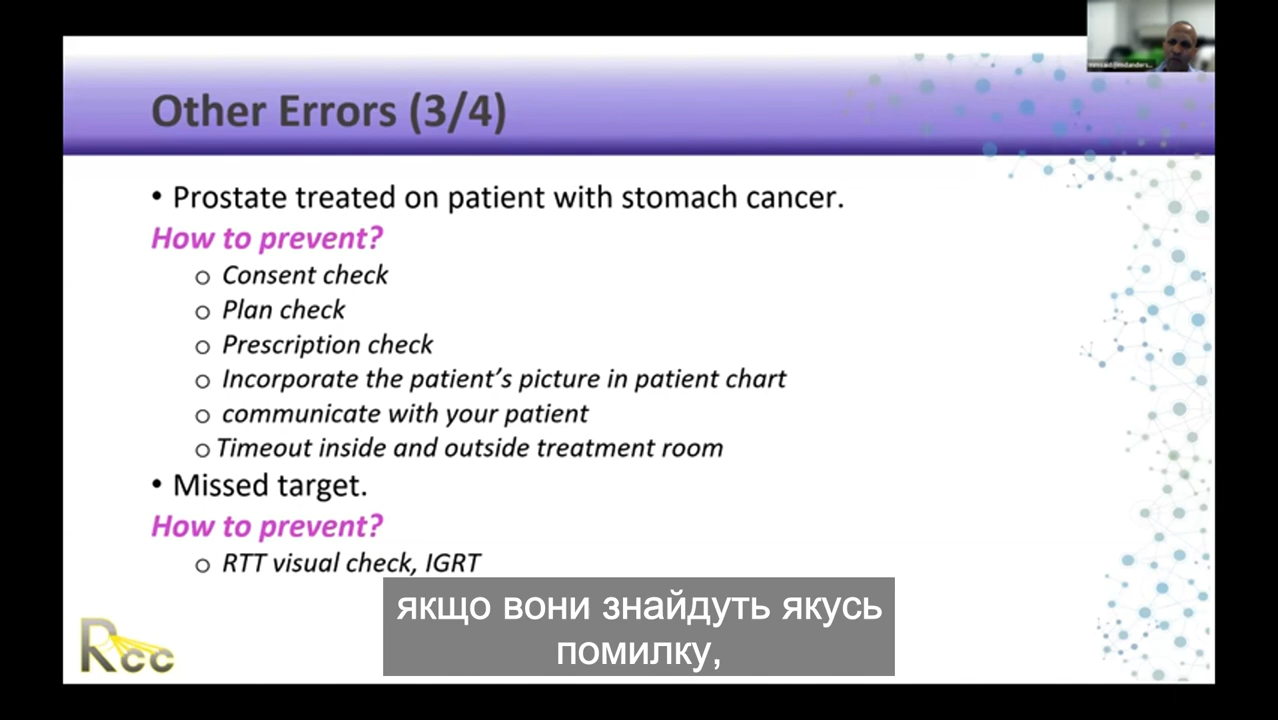 Other Errors (3/4)
• Prostate treated on patient with stomach cancer.
How to prevent?
o Consent check
o Plan check
o Prescription check
o Incorporate the patient’s picture in patient chart
o communicate with your patient
o Timeout inside and outside treatment room
• Missed target.
How to prevent?
o RTT visual check, IGRT
якщо вони знайдуть якусь
помилку,
Rcc